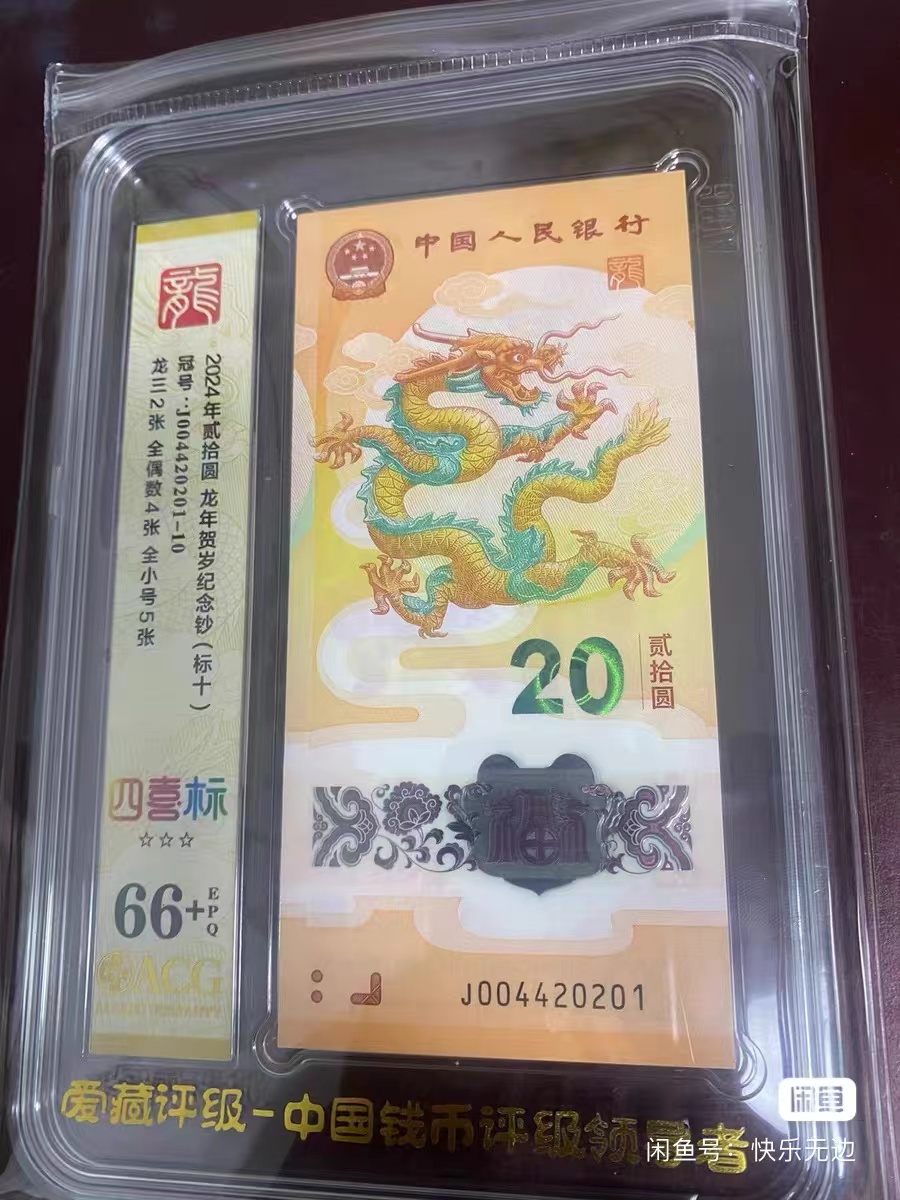 龍
2024年贰拾圆 龙年贺岁纪念钞(标十)
冠号:J004420201-10
龙三2张 全偶数4张 全小号5张
四喜标
☆☆☆
66+
EPQ
ACG
中国人民银行
龍
20
贰拾圆
J004420201
爱藏评级-中国钱币评级领导者
闲鱼
闲鱼号:快乐无边